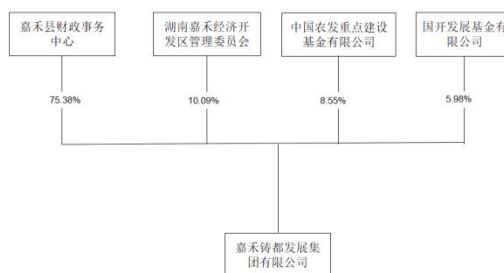 嘉禾县财政事务
中心
湖南嘉禾经济开
发区管理委员会
中国农发重点建设
基金有限公司
国开发展基金有
限公司
75.38%
10.09%
8.55%
5.98%
嘉禾铸都发展集
团有限公司